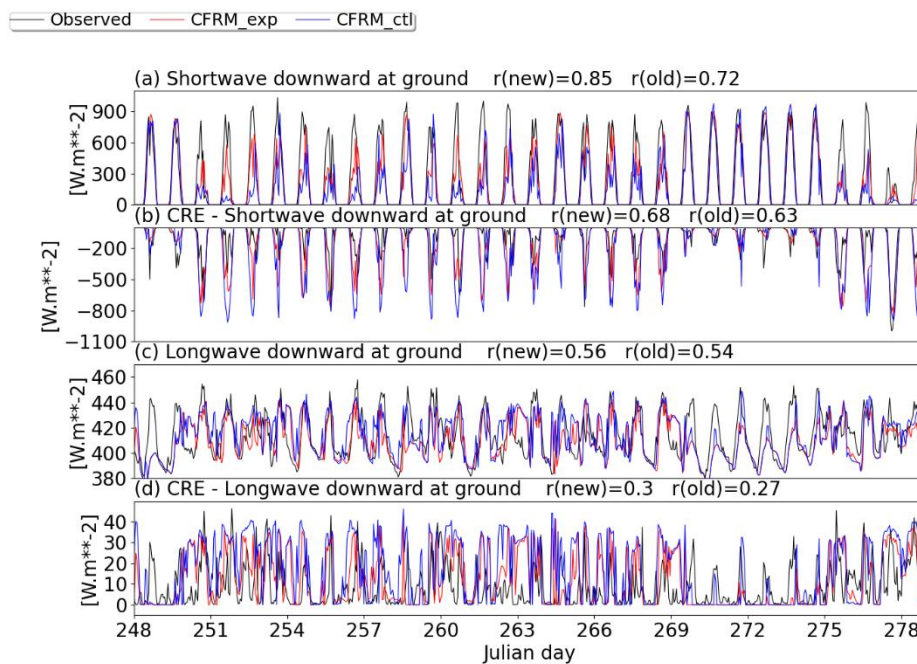 Observed CFRM_exp CFRM_ctl
(a) Shortwave downward at ground r(new)=0.85 r(old)=0.72
[W.m**-2]
900
600
300
0
(b) CRE - Shortwave downward at ground r(new)=0.68 r(old)=0.63
[W.m**-2]
−200
−500
−800
−1100
(c) Longwave downward at ground r(new)=0.56 r(old)=0.54
[W.m**-2]
460
440
420
400
380
(d) CRE - Longwave downward at ground r(new)=0.3 r(old)=0.27
[W.m**-2]
40
30
20
10
0
248 251 254 257 260 263 266 269 272 275 278
Julian day